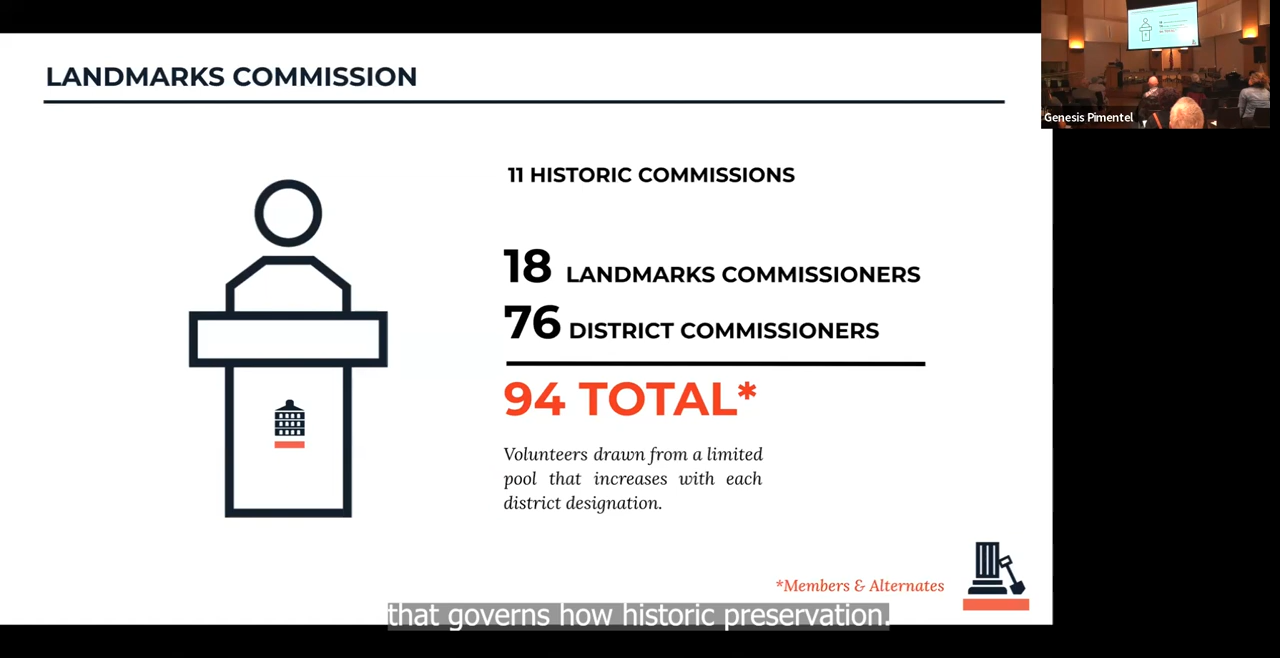 LANDMARKS COMMISSION
Genesis Pimentel
11 HISTORIC COMMISSIONS
18 LANDMARKS COMMISSIONERS
76 DISTRICT COMMISSIONERS
94 TOTAL*
Volunteers drawn from a limited
pool that increases with each
district designation.
*Members & Alternates
that governs how historic preservation.